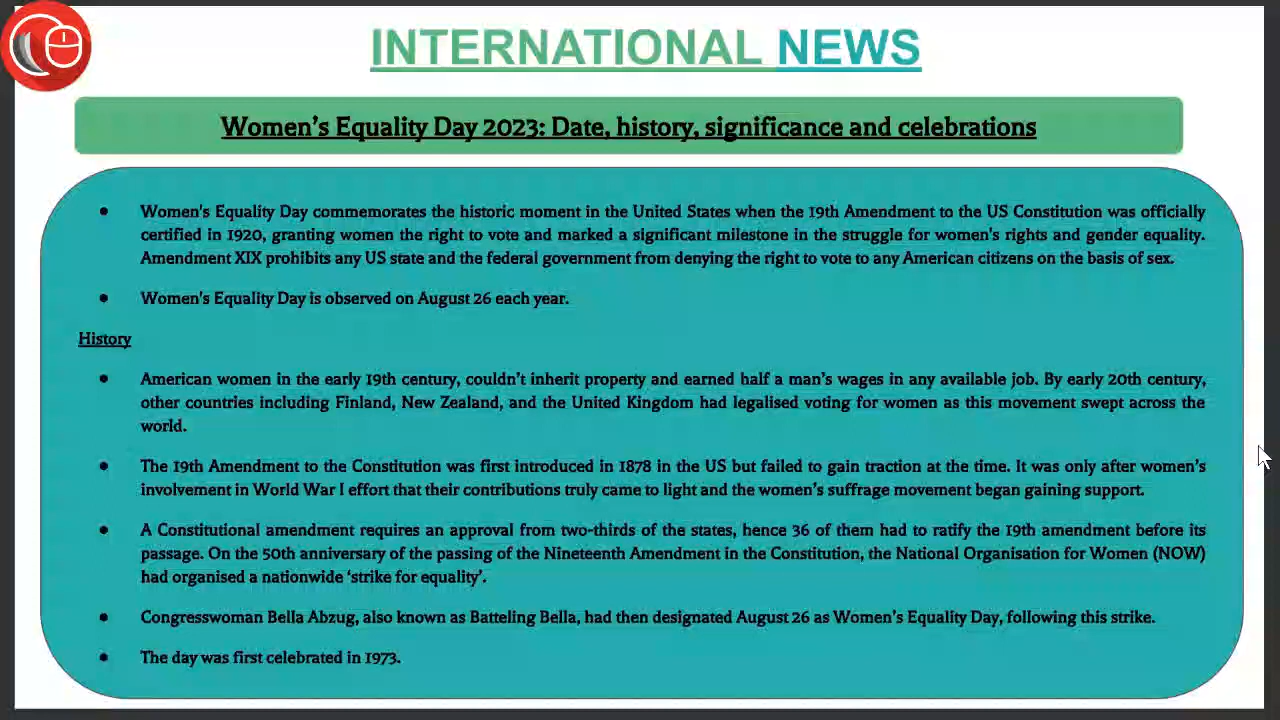 INTERNATIONAL NEWS
Women's Equality Day 2023: Date, history, significance and celebrations
● Women's Equality Day commemorates the historic moment in the United States when the 19th Amendment to the US Constitution was officially
certified in 1920, granting women the right to vote and marked a significant milestone in the struggle for women's rights and gender equality.
Amendment XIX prohibits any US state and the federal government from denying the right to vote to any American citizens on the basis of sex.
● Women's Equality Day is observed on August 26 each year.
History
● American women in the early 19th century, couldn't inherit property and earned half a man's wages in any available job. By early 20th century,
other countries including Finland, New Zealand, and the United Kingdom had legalised voting for women as this movement swept across the
world.
● The 19th Amendment to the Constitution was first introduced in 1878 in the US but failed to gain traction at the time. It was only after women's
involvement in World War I effort that their contributions truly came to light and the women's suffrage movement began gaining support.
● A Constitutional amendment requires an approval from two-thirds of the states, hence 36 of them had to ratify the 19th amendment before its
passage. On the 50th anniversary of the passing of the Nineteenth Amendment in the Constitution, the National Organisation for Women (NOW)
had organised a nationwide 'strike for equality'.
● Congresswoman Bella Abzug, also known as Batteling Bella, had then designated August 26 as Women's Equality Day, following this strike.
● The day was first celebrated in 1973.